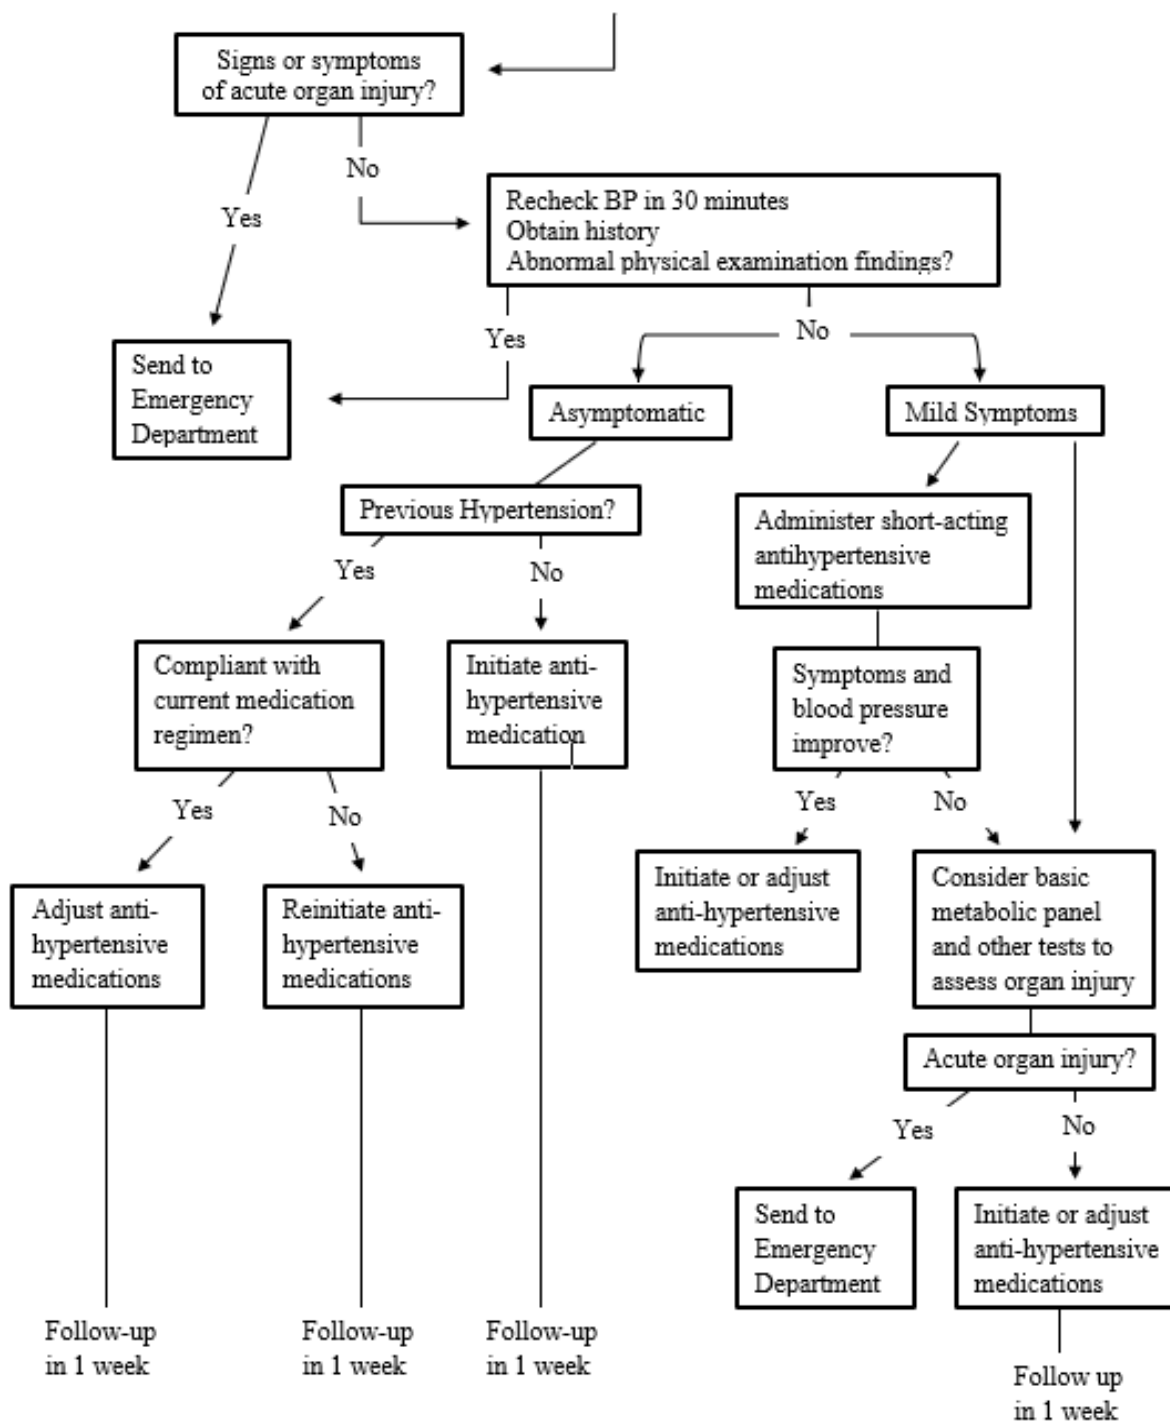 Signs or symptoms
of acute organ injury?
No
Yes
Recheck BP in 30 minutes
Obtain history
Abnormal physical examination findings?
Yes
No
Send to
Emergency
Department
Asymptomatic
Mild Symptoms
Previous Hypertension?
Administer short-acting
antihypertensive
medications
Yes
No
Compliant with
current medication
regimen?
Initiate anti-
hypertensive
medication
Symptoms and
blood pressure
improve?
Yes
No
Yes
No
Adjust anti-
hypertensive
medications
Reinitiate anti-
hypertensive
medications
Initiate or adjust
anti-hypertensive
medications
Consider basic
metabolic panel
and other tests to
assess organ injury
Acute organ injury?
Yes
No
Send to
Emergency
Department
Initiate or adjust
anti-hypertensive
medications
Follow-up
in 1 week
Follow-up
in 1 week
Follow-up
in 1 week
Follow up
in 1 week